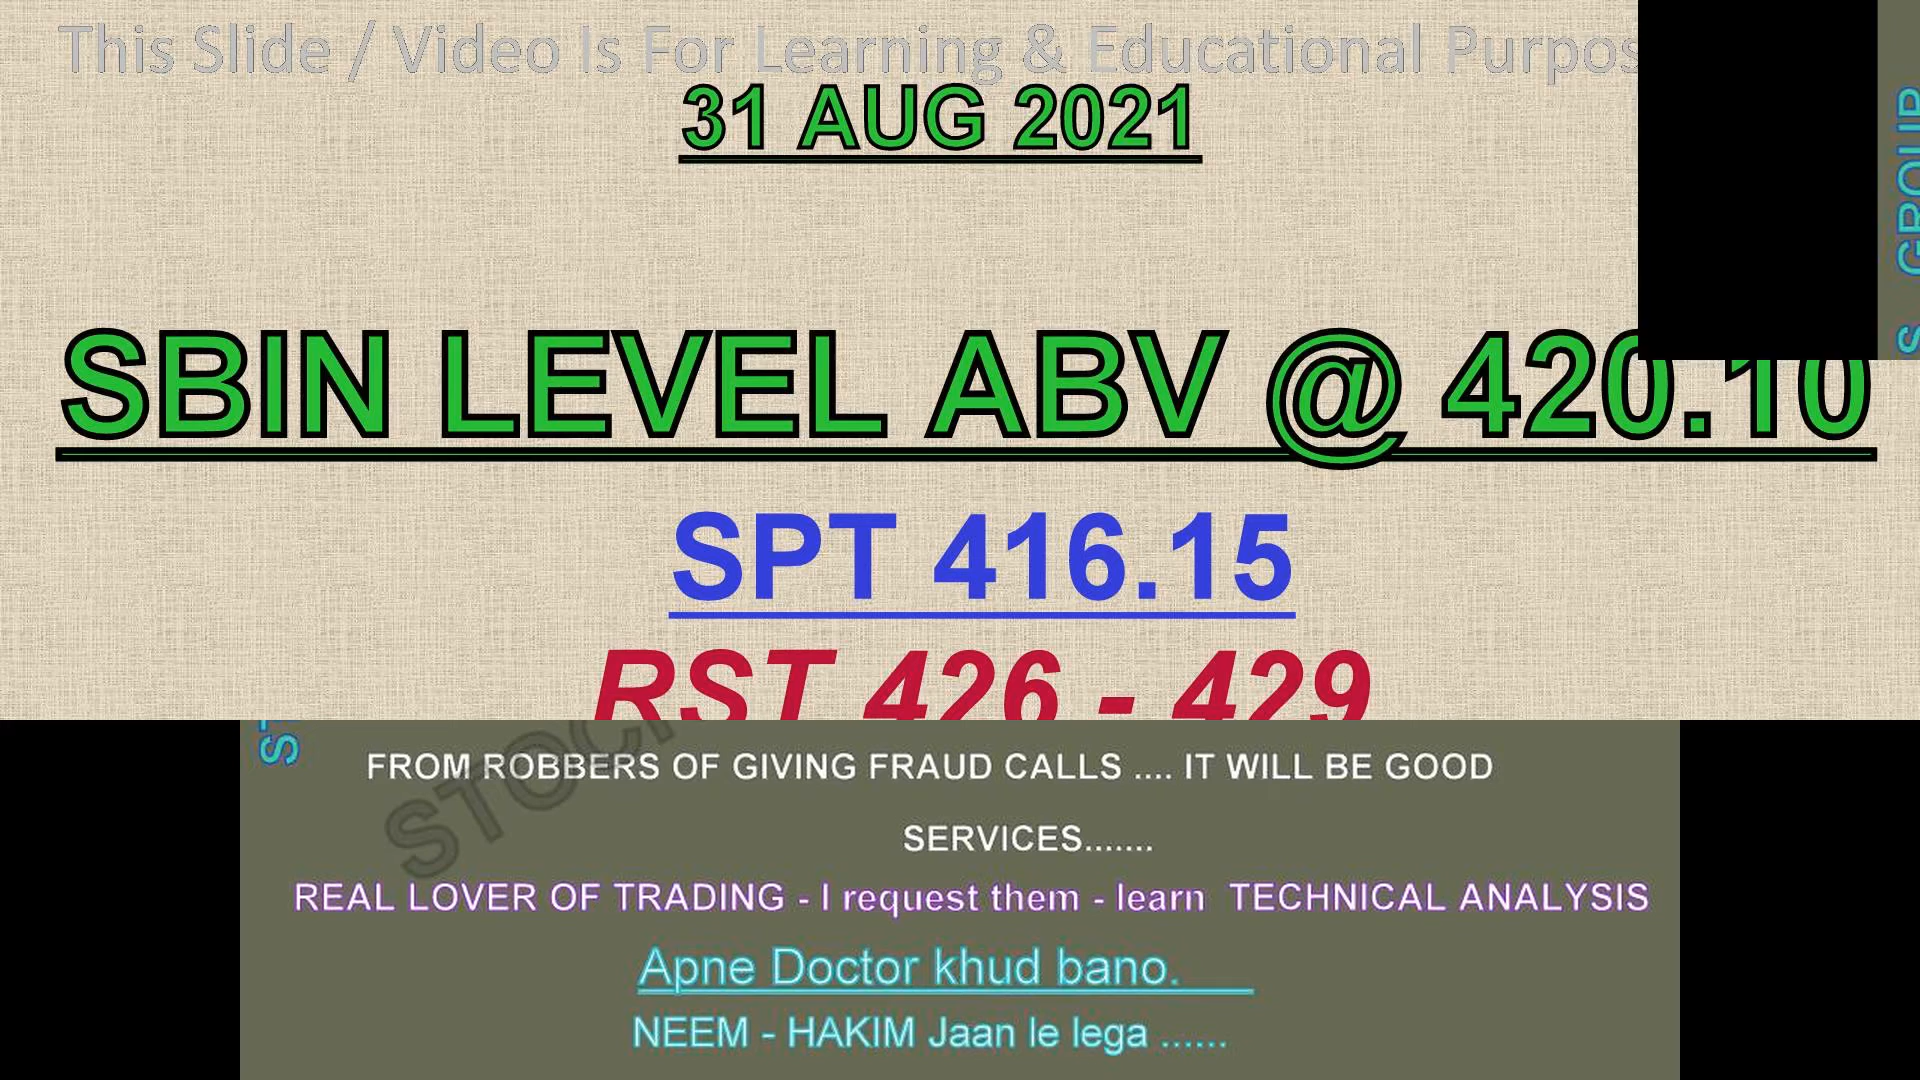 This Slide / Video Is For Learning & Educational
31 AUG 2021
SBIN LEVEL ABV @ 420.10
SPT 416.15
RST 426 - 429
GROUP
FROM ROBBERS OF GIVING FRAUD CALLS .... IT WILL BE GOOD
SERVICES.......
REAL LOVER OF TRADING - I request them - learn TECHNICAL ANALYSIS
Apne Doctor khud bano.
NEEM - HAKIM Jaan le lega ......